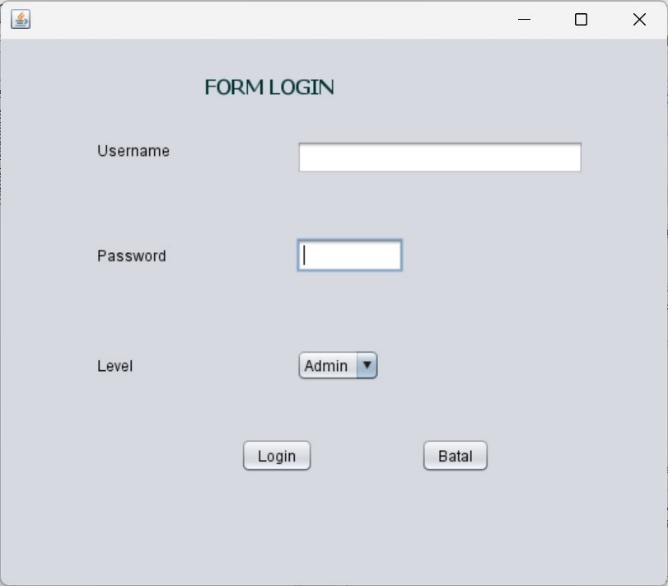 FORM LOGIN
Username
Password
Level
Admin
Login
Batal